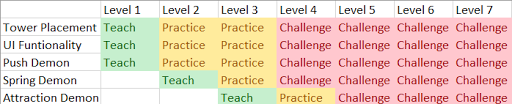 Level 1 Level 2 Level 3 Level 4 Level 5 Level 6 Level 7
Tower Placement Teach Practice Practice Challenge Challenge Challenge Challenge
UI Funtionality Teach Practice Practice Challenge Challenge Challenge Challenge
Push Demon Teach Practice Practice Challenge Challenge Challenge Challenge
Spring Demon Teach Practice Challenge Challenge Challenge Challenge
Attraction Demon Teach Practice Challenge Challenge Challenge